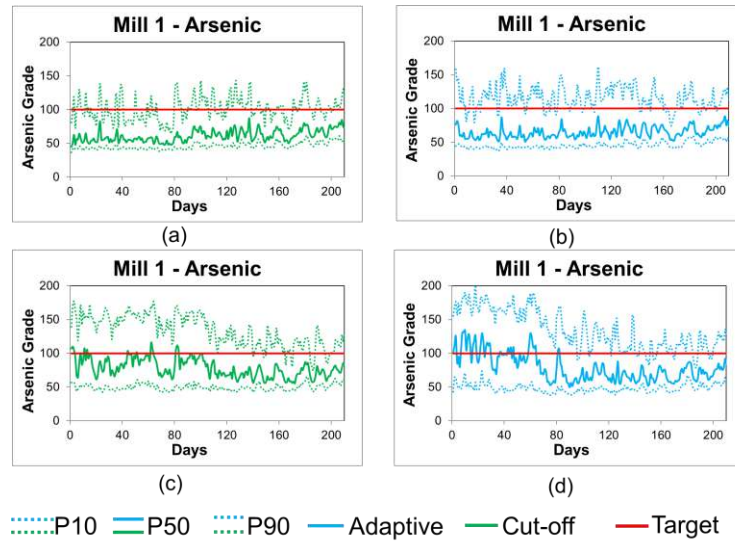 Mill 1 - Arsenic
Arsenic Grade
200
150
100
50
0
0 40 80 120 160 200
Days
(a)
Mill 1 - Arsenic
Arsenic Grade
200
150
100
50
0
0 40 80 120 160 200
Days
(b)
Mill 1 - Arsenic
Arsenic Grade
200
150
100
50
0
0 40 80 120 160 200
Days
(c)
Mill 1 - Arsenic
Arsenic Grade
200
150
100
50
0
0 40 80 120 160 200
Days
(d)
P10 P50 P90 Adaptive Cut-off Target